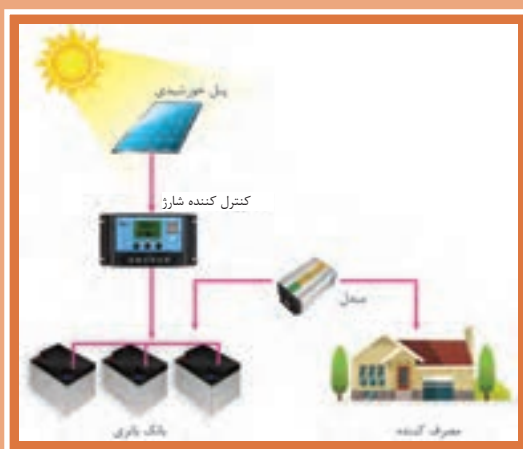 پنل خورشیدی
کنترل کننده شارژ
مبدل
بانک باتری
مصرف کننده